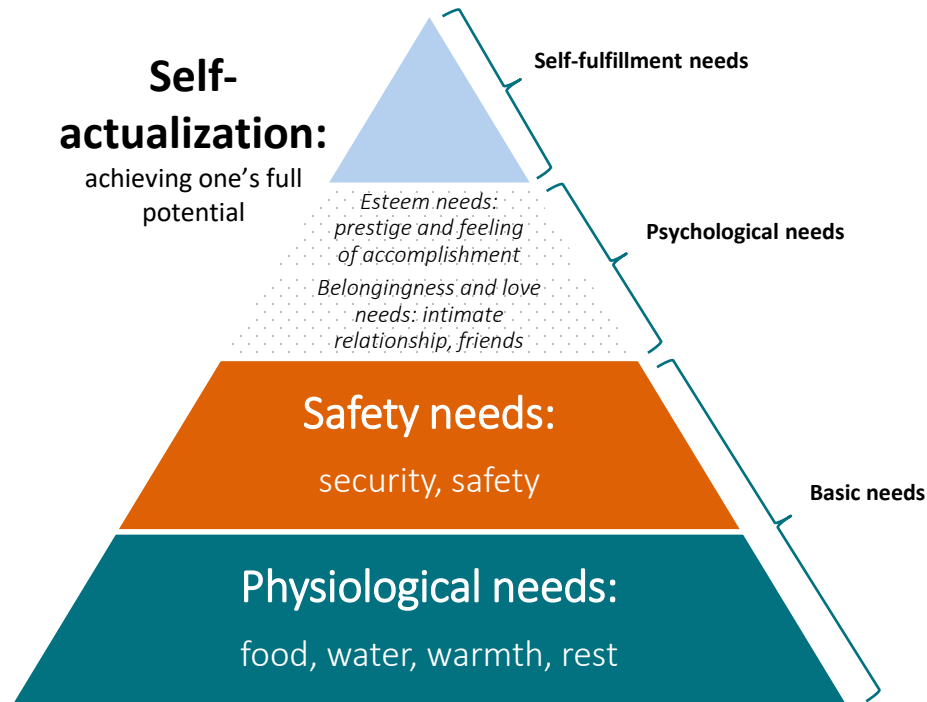 Self-
actualization:
achieving one’s full
potential
Self-fulfillment needs
Esteem needs:
prestige and feeling
of accomplishment
Belongingness and love
needs: intimate
relationship, friends
Psychological needs
Safety needs:
security, safety
Basic needs
Physiological needs:
food, water, warmth, rest